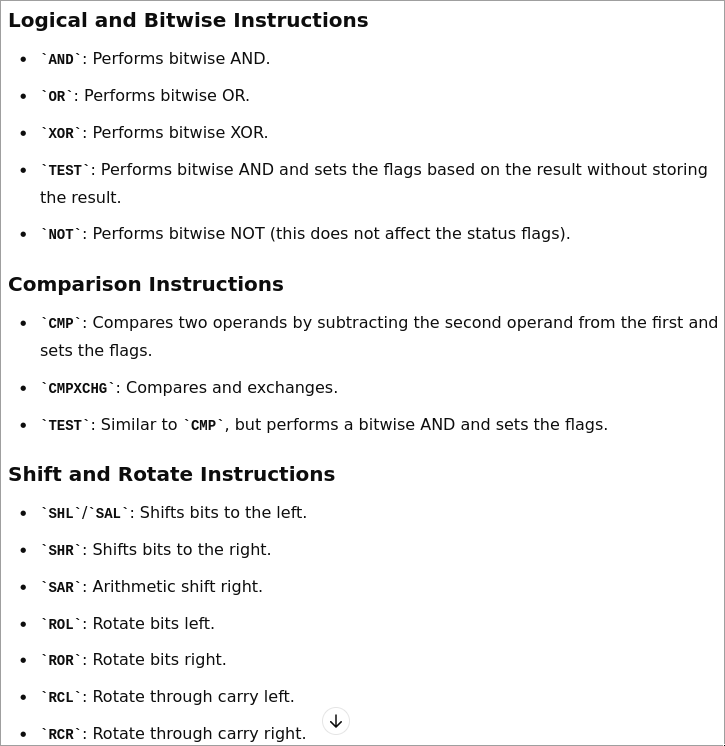 Logical and Bitwise Instructions
• `AND`: Performs bitwise AND.
• `OR`: Performs bitwise OR.
• `XOR`: Performs bitwise XOR.
• `TEST`: Performs bitwise AND and sets the flags based on the result without storing
the result.
• `NOT`: Performs bitwise NOT (this does not affect the status flags).
Comparison Instructions
• `CMP`: Compares two operands by subtracting the second operand from the first and
sets the flags.
• `CMPXCHG`: Compares and exchanges.
• `TEST`: Similar to `CMP`, but performs a bitwise AND and sets the flags.
Shift and Rotate Instructions
• `SHL`/`SAL`: Shifts bits to the left.
• `SHR`: Shifts bits to the right.
• `SAR`: Arithmetic shift right.
• `ROL`: Rotate bits left.
• `ROR`: Rotate bits right.
• `RCL`: Rotate through carry left.
• `RCR`: Rotate through carry right.